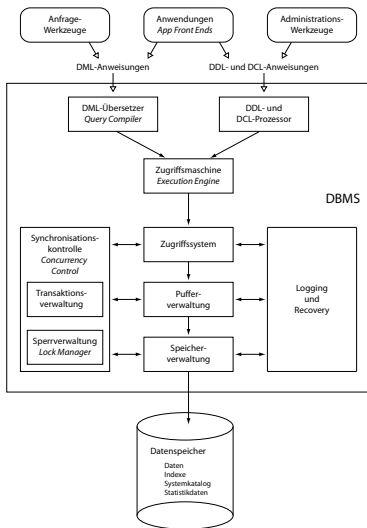 Anfrage-
Werkzeuge
Anwendungen
App Front Ends
Administrations-
Werkzeuge
DML-Anweisungen
DDL- und DCL-Anweisungen
DML-Übersetzer
Query Compiler
DDL- und
DCL-Prozessor
Zugriffsmaschine
Execution Engine
DBMS
Synchronisations-
kontrolle
Concurrency
Control
Zugriffssystem
Transaktions-
verwaltung
Puffer-
verwaltung
Logging
und
Recovery
Sperrverwaltung
Lock Manager
Speicher-
verwaltung
Datenspeicher
Daten
Indexe
Systemkatalog
Statistikdaten